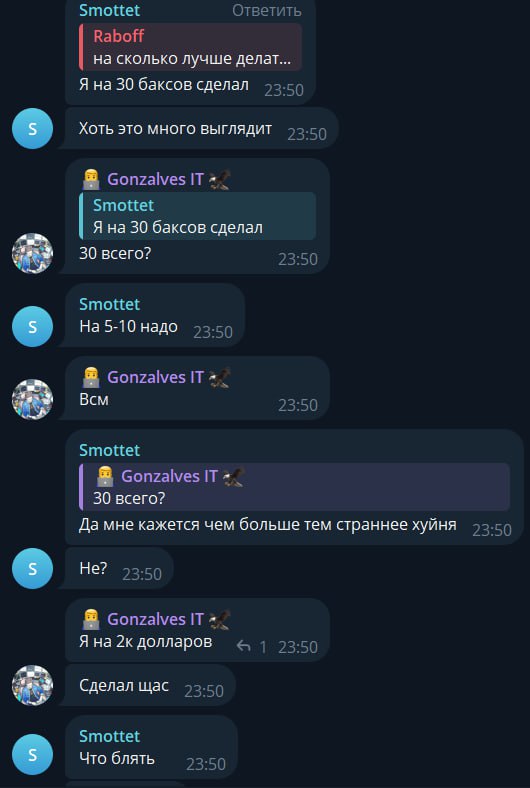 Smottet Ответить
Raboff
на сколько лучше делат...
Я на 30 баксов сделал 23:50
S Хоть это много выглядит 23:50
Gonzalves IT
Smottet
Я на 30 баксов сделал
30 всего? 23:50
Smottet
S На 5-10 надо 23:50
Gonzalves IT
Всм 23:50
Smottet
Gonzalves IT
30 всего?
Да мне кажется чем больше тем страннее хуйня 23:50
S Не? 23:50
Gonzalves IT
Я на 2к долларов 1 23:50
Сделал щас 23:50
Smottet
S Что блять 23:50